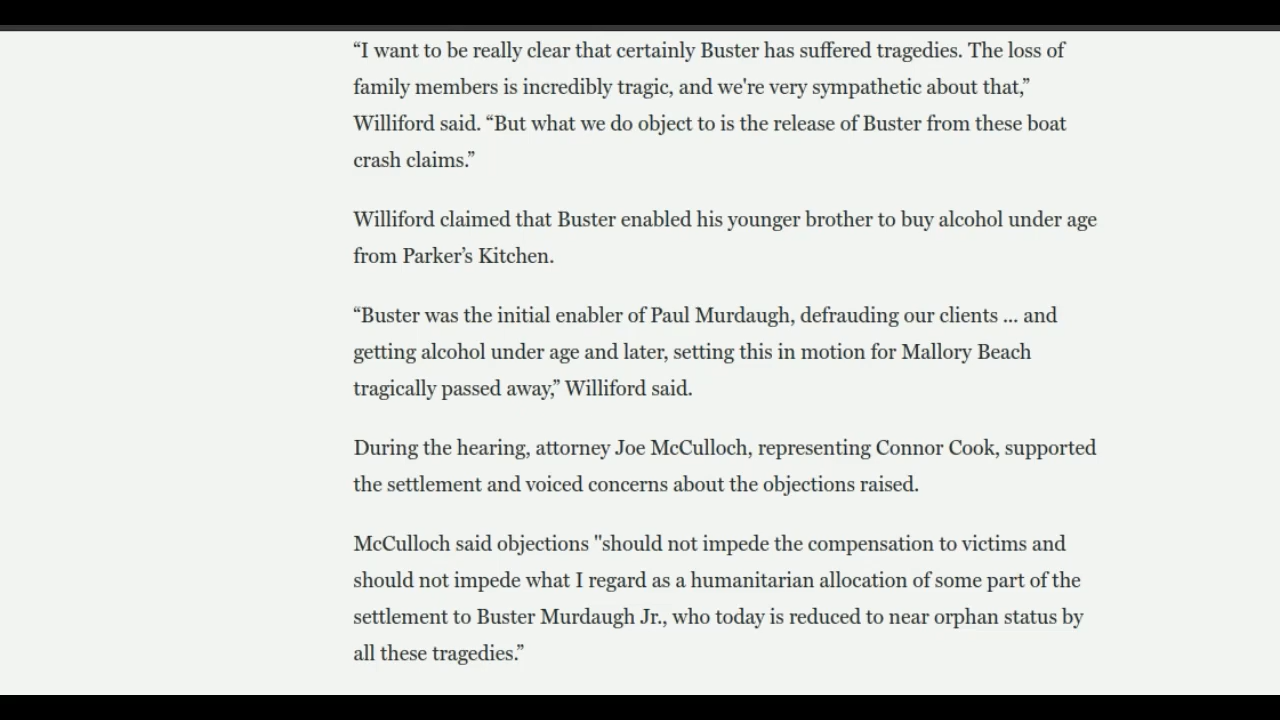 “I want to be really clear that certainly Buster has suffered tragedies. The loss of
family members is incredibly tragic, and we're very sympathetic about that,”
Williford said. “But what we do object to is the release of Buster from these boat
crash claims.”
Williford claimed that Buster enabled his younger brother to buy alcohol under age
from Parker’s Kitchen.
“Buster was the initial enabler of Paul Murdaugh, defrauding our clients ... and
getting alcohol under age and later, setting this in motion for Mallory Beach
tragically passed away,” Williford said.
During the hearing, attorney Joe McCulloch, representing Connor Cook, supported
the settlement and voiced concerns about the objections raised.
McCulloch said objections "should not impede the compensation to victims and
should not impede what I regard as a humanitarian allocation of some part of the
settlement to Buster Murdaugh Jr., who today is reduced to near orphan status by
all these tragedies.”